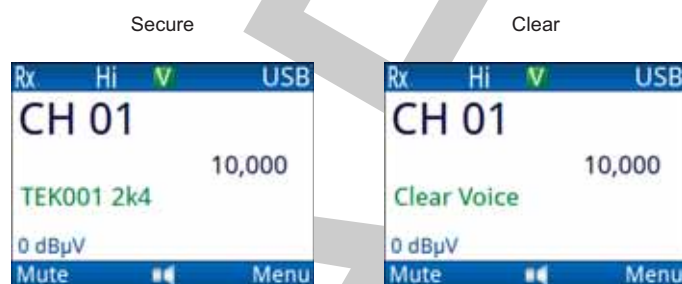 Secure
Clear
Rx Hi V USB
CH 01
10,000
TEK001 2k4
0 dBµV
Mute Menu
Rx Hi V USB
CH 01
10,000
Clear Voice
0 dBµV
Mute Menu